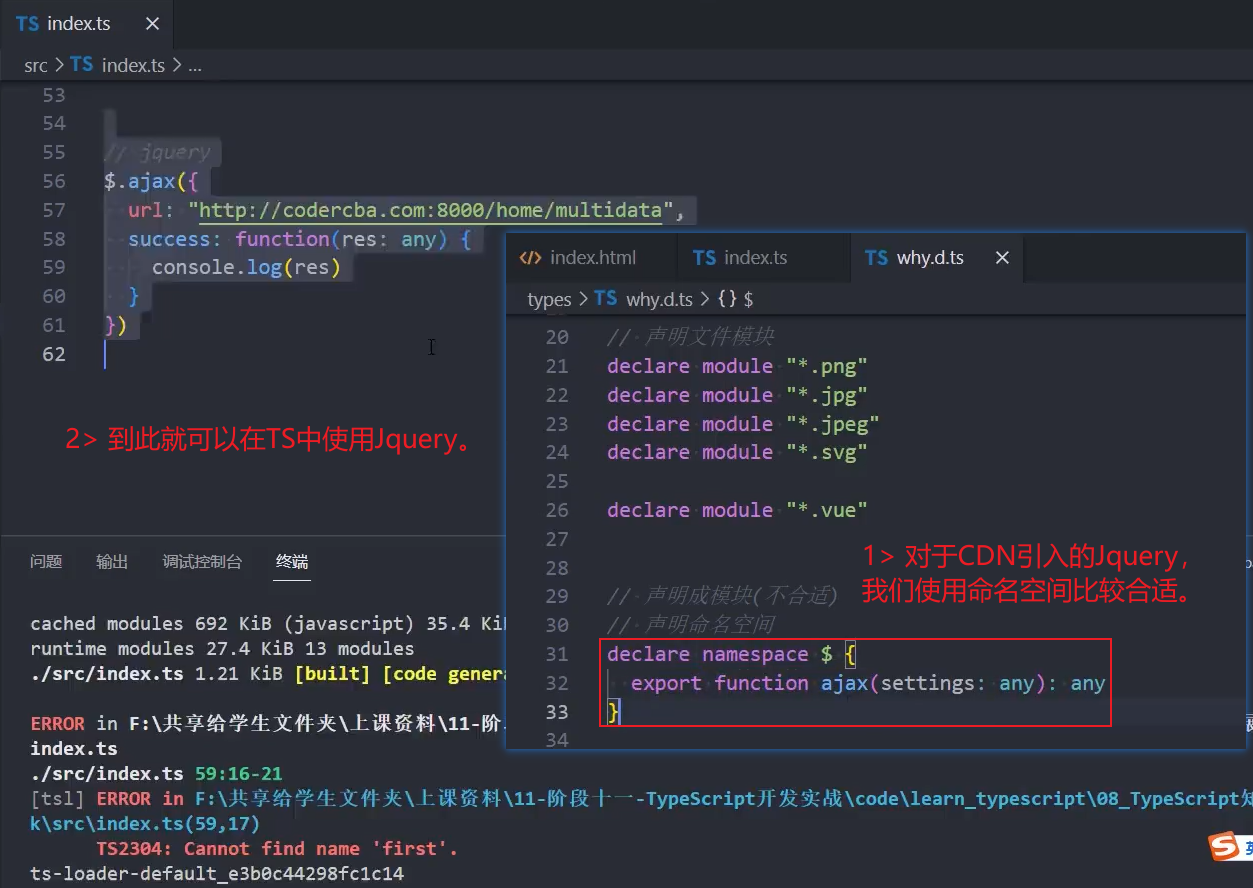 TS index.ts
src > TS index.ts > ...
53
54
55 // jquery
56 $.ajax({
57 url: "http://codercba.com:8000/home/multidata",
58 success: function(res: any) {
59 console.log(res)
60 }
61 })
62
2> 到此就可以在TS中使用Jquery。
index.html TS index.ts TS why.d.ts
types > TS why.d.ts > {} $
20 // 声明文件模块
21 declare module "*.png"
22 declare module "*.jpg"
23 declare module "*.jpeg"
24 declare module "*.svg"
25
26 declare module "*.vue"
27
28
29 // 声明成模块(不合适)
30 // 声明命名空间
31 declare namespace $ {
32 export function ajax(settings: any): any
33 }
34
1> 对于CDN引入的Jquery，
我们使用命名空间比较合适。
问题 输出 调试控制台 终端
cached modules 692 KiB (javascript) 35.4 Ki
runtime modules 27.4 KiB 13 modules
./src/index.ts 1.21 KiB [built] [code genera
ERROR in F:\共享给学生文件夹\上课资料\11-阶
index.ts
./src/index.ts 59:16-21
[tsl] ERROR in F:\共享给学生文件夹\上课资料\11-阶段十一-TypeScript开发实战\code\learn_typescript\08_TypeScript知
k\src\index.ts(59,17)
TS2304: Cannot find name 'first'.
ts-loader-default_e3b0c44298fc1c14
英